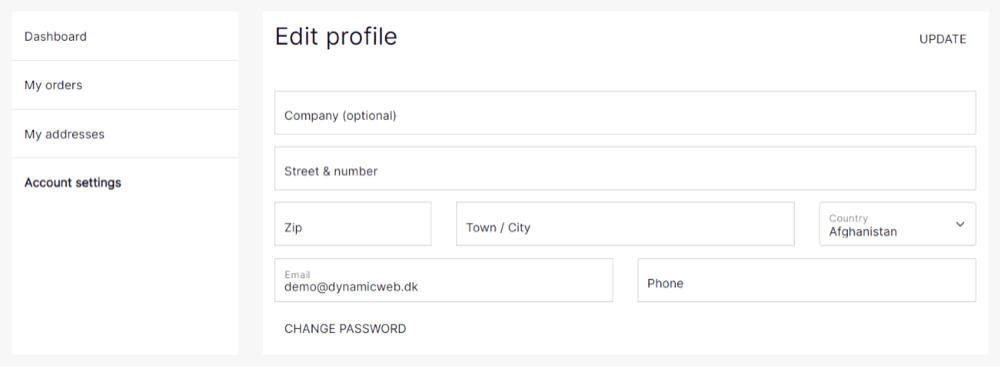 Dashboard
My orders
My addresses
Account settings
Edit profile
UPDATE
Company (optional)
Street & number
Zip
Town / City
Country
Afghanistan
Email
demo@dynamicweb.dk
Phone
CHANGE PASSWORD